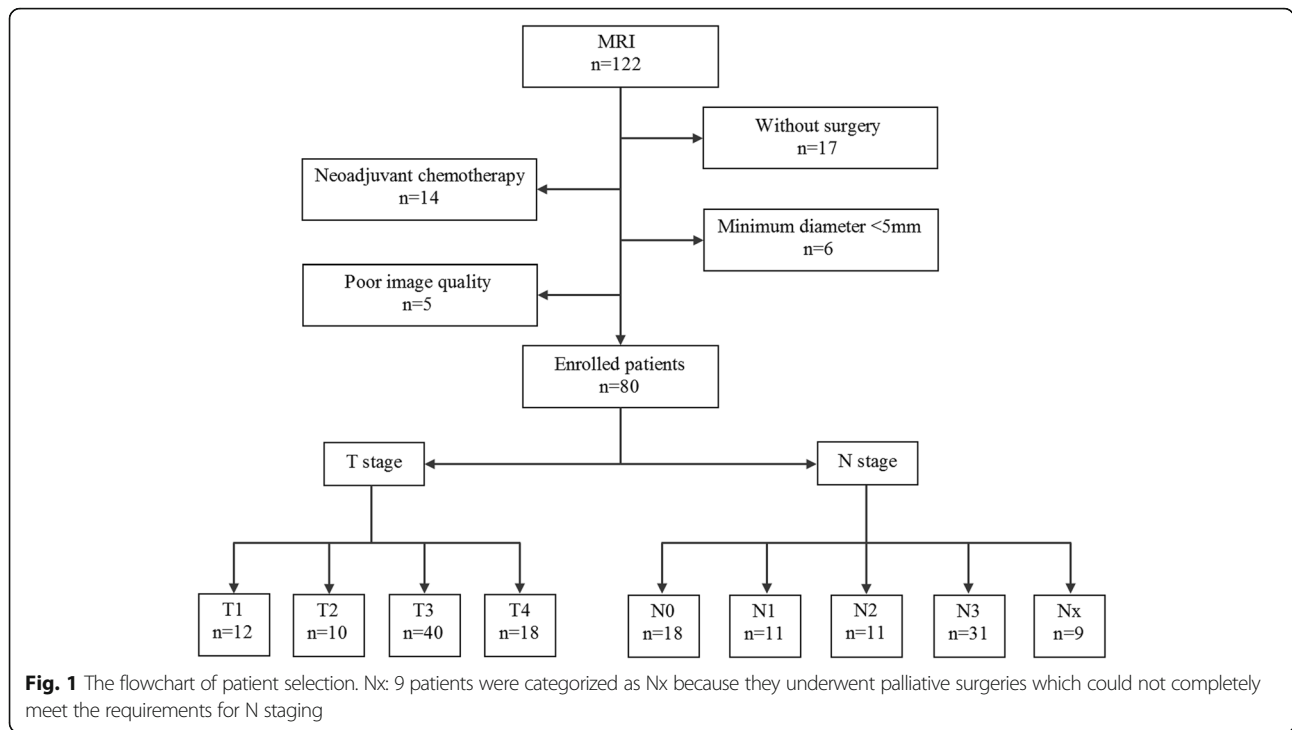 MRI
n=122
Without surgery
n=17
Neoadjuvant chemotherapy
n=14
Minimum diameter <5mm
n=6
Poor image quality
n=5
Enrolled patients
n=80
T stage
N stage
T1
n=12
T2
n=10
T3
n=40
T4
n=18
N0
n=18
N1
n=11
N2
n=11
N3
n=31
Nx
n=9
Fig. 1 The flowchart of patient selection. Nx: 9 patients were categorized as Nx because they underwent palliative surgeries which could not completely
meet the requirements for N staging